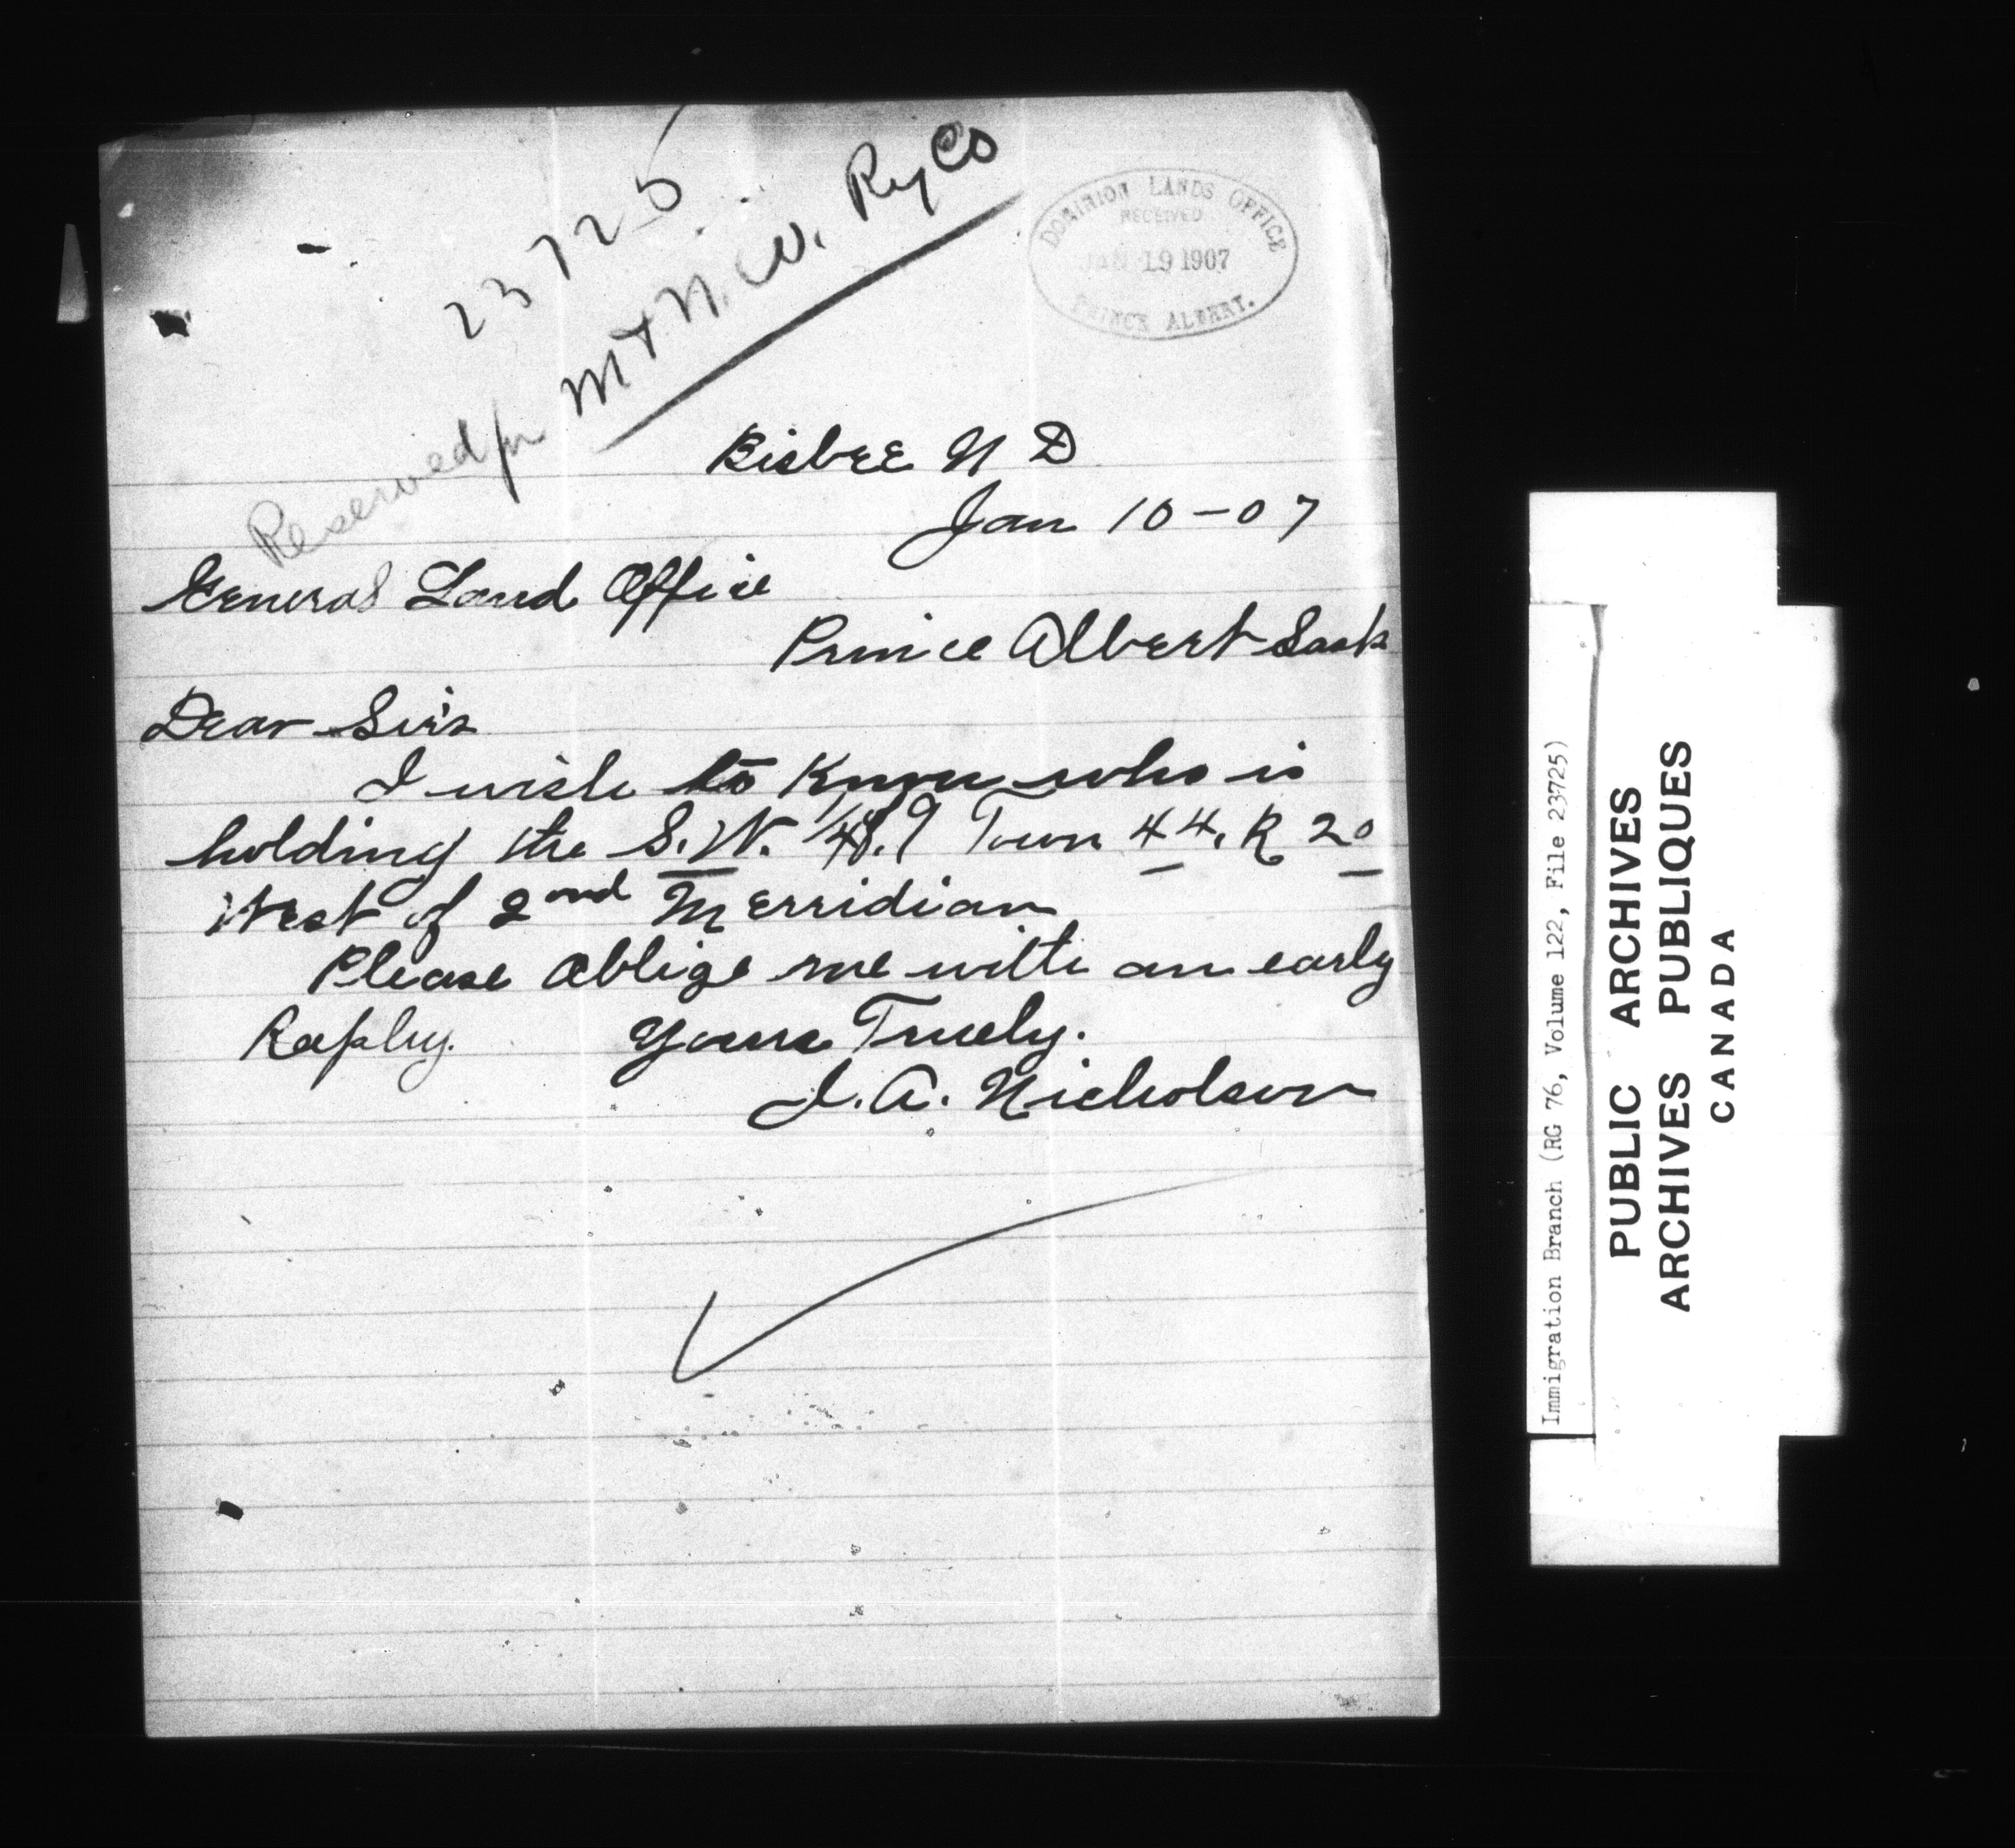 23725
Reserved for M & N. W. Ry Co
DOMINION LANDS OFFICE
RECEIVED
JAN 19 1907
PRINCE ALBERT.
Bisbee N D
Jan 10-07
General Land Office
Prince Albert Sask
Dear Sir's
I wish to Know who is
holding the S.W. 1/4 S. 9 Town 44. R 20
West of 2nd Merridian
Please Oblige me with an early
Reply. Yours Truely.
J. A. Nicholson
Immigration Branch (RG 76, Volume 122, File 23725)
PUBLIC ARCHIVES
ARCHIVES PUBLIQUES
CANADA